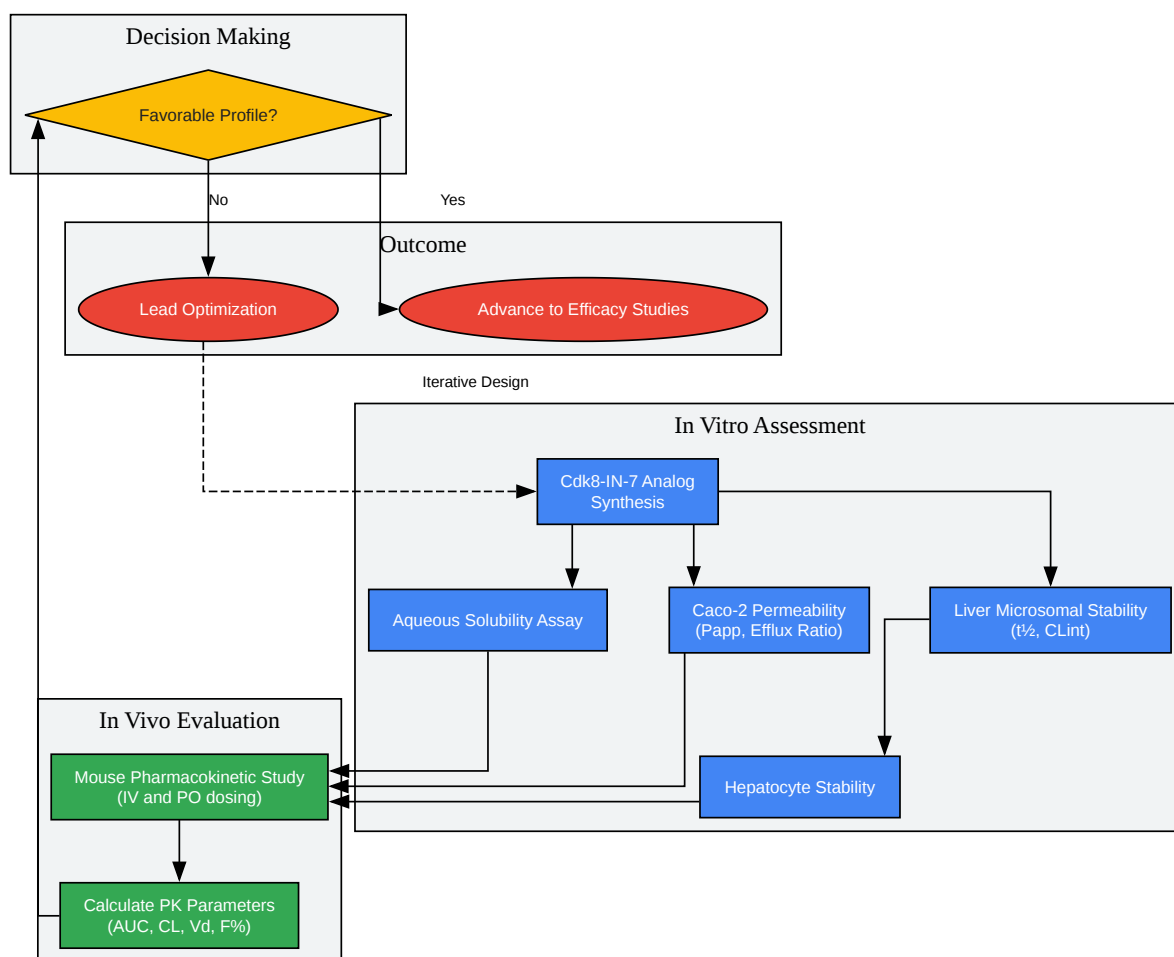 Decision Making
Favorable Profile?
No
Yes
Outcome
Lead Optimization
Advance to Efficacy Studies
Iterative Design
In Vitro Assessment
Cdk8-IN-7 Analog
Synthesis
Aqueous Solubility Assay
Caco-2 Permeability
(Papp, Efflux Ratio)
Liver Microsomal Stability
(t½, CLint)
In Vivo Evaluation
Mouse Pharmacokinetic Study
(IV and PO dosing)
Hepatocyte Stability
Calculate PK Parameters
(AUC, CL, Vd, F%)